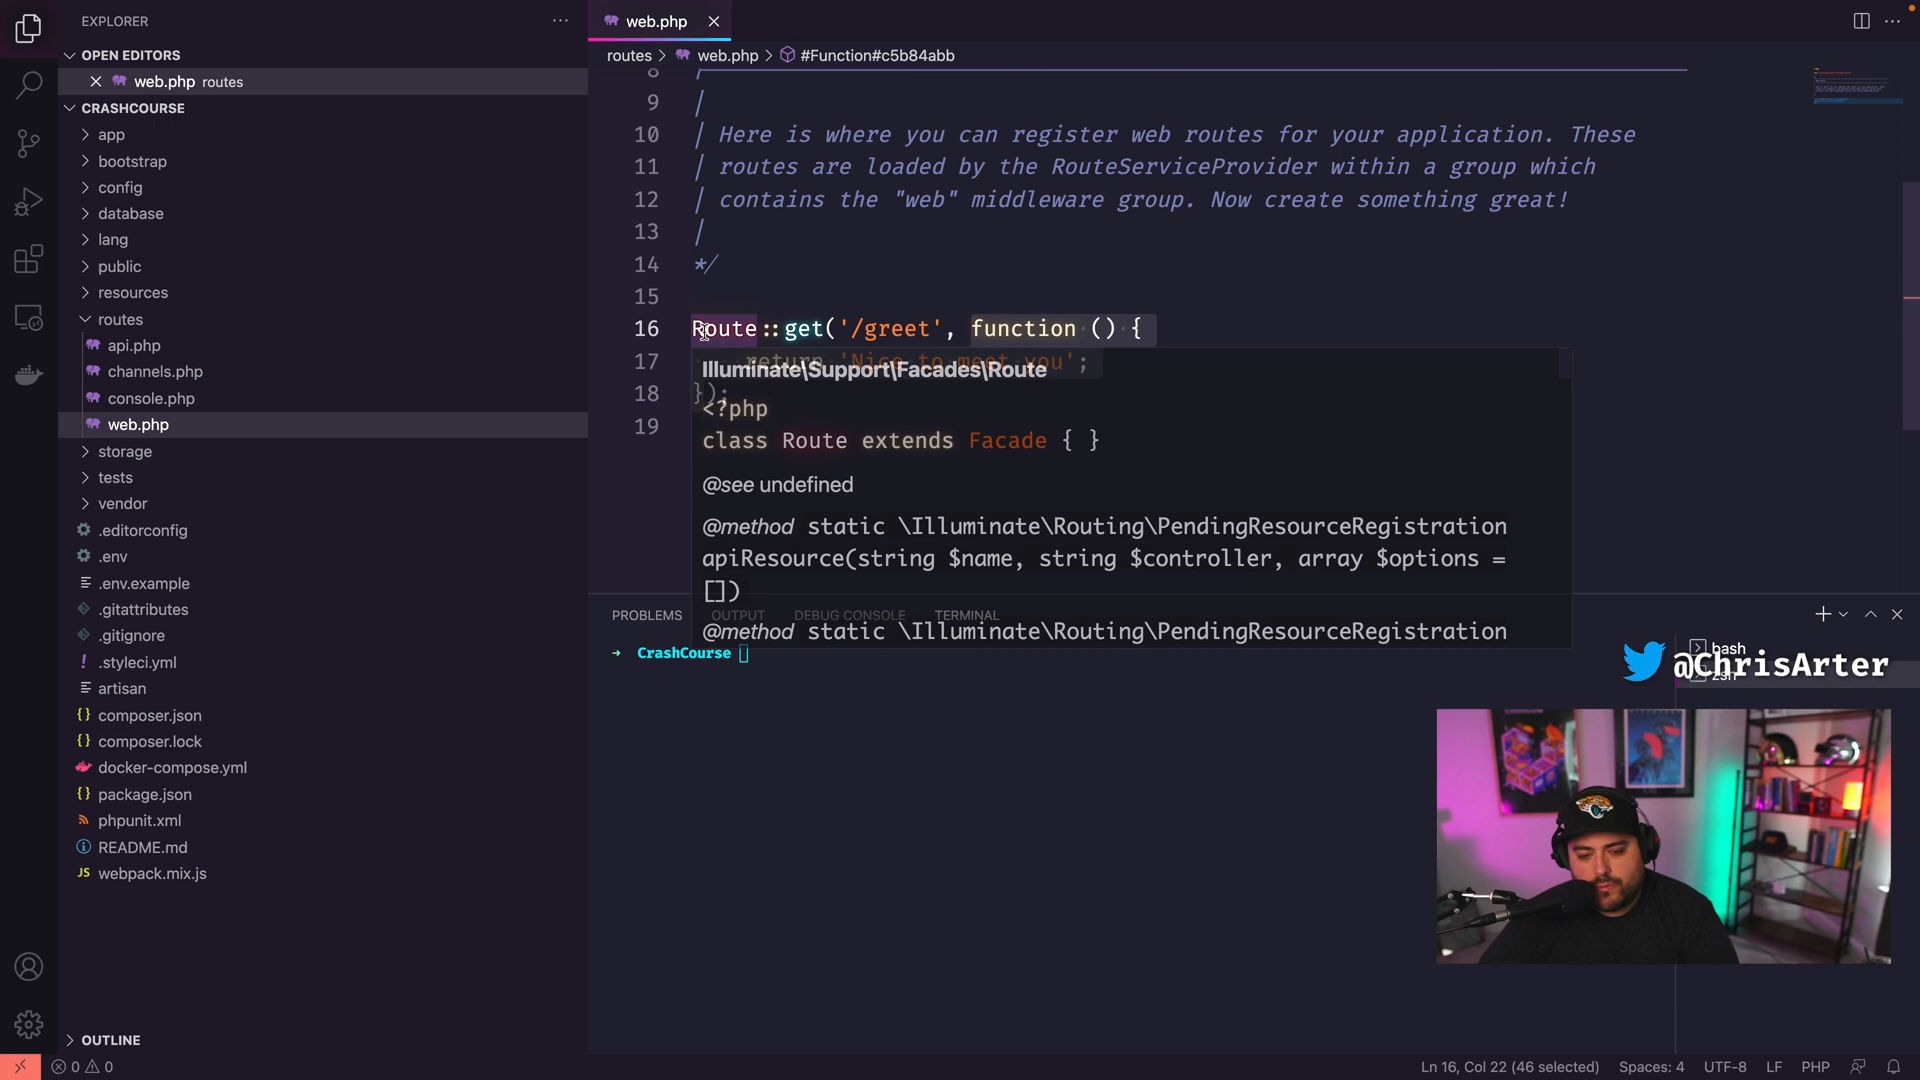 EXPLORER
OPEN EDITORS
web.php routes
CRASHCOURSE
app
bootstrap
config
database
lang
public
resources
routes
api.php
channels.php
console.php
web.php
storage
tests
vendor
.editorconfig
.env
.env.example
.gitattributes
.gitignore
.styleci.yml
artisan
composer.json
composer.lock
docker-compose.yml
package.json
phpunit.xml
README.md
JS webpack.mix.js
OUTLINE
web.php
routes > web.php > #Function#c5b84abb
8
9 |
10 | Here is where you can register web routes for your application. These
11 | routes are loaded by the RouteServiceProvider within a group which
12 | contains the "web" middleware group. Now create something great!
13 |
14 */
15
16 Route::get('/greet', function () {
17 return 'Nice to meet you';
18 });
19
Illuminate\Support\Facades\Route
<?php
class Route extends Facade { }
@see undefined
@method static \Illuminate\Routing\PendingResourceRegistration
apiResource(string $name, string $controller, array $options =
[])
@method static \Illuminate\Routing\PendingResourceRegistration
PROBLEMS OUTPUT DEBUG CONSOLE TERMINAL
→ CrashCourse
bash
zsh
@ChrisArter
0 0
Ln 16, Col 22 (46 selected) Spaces: 4 UTF-8 LF PHP